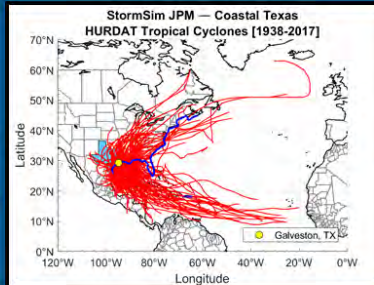 StormSim JPM — Coastal Texas
HURDAT Tropical Cyclones [1938-2017]
70°N
60°N
50°N
40°N
30°N
20°N
10°N
0°N
Latitude
120°W 100°W 80°W 60°W 40°W 20°W 0°W
Longitude
Galveston, TX